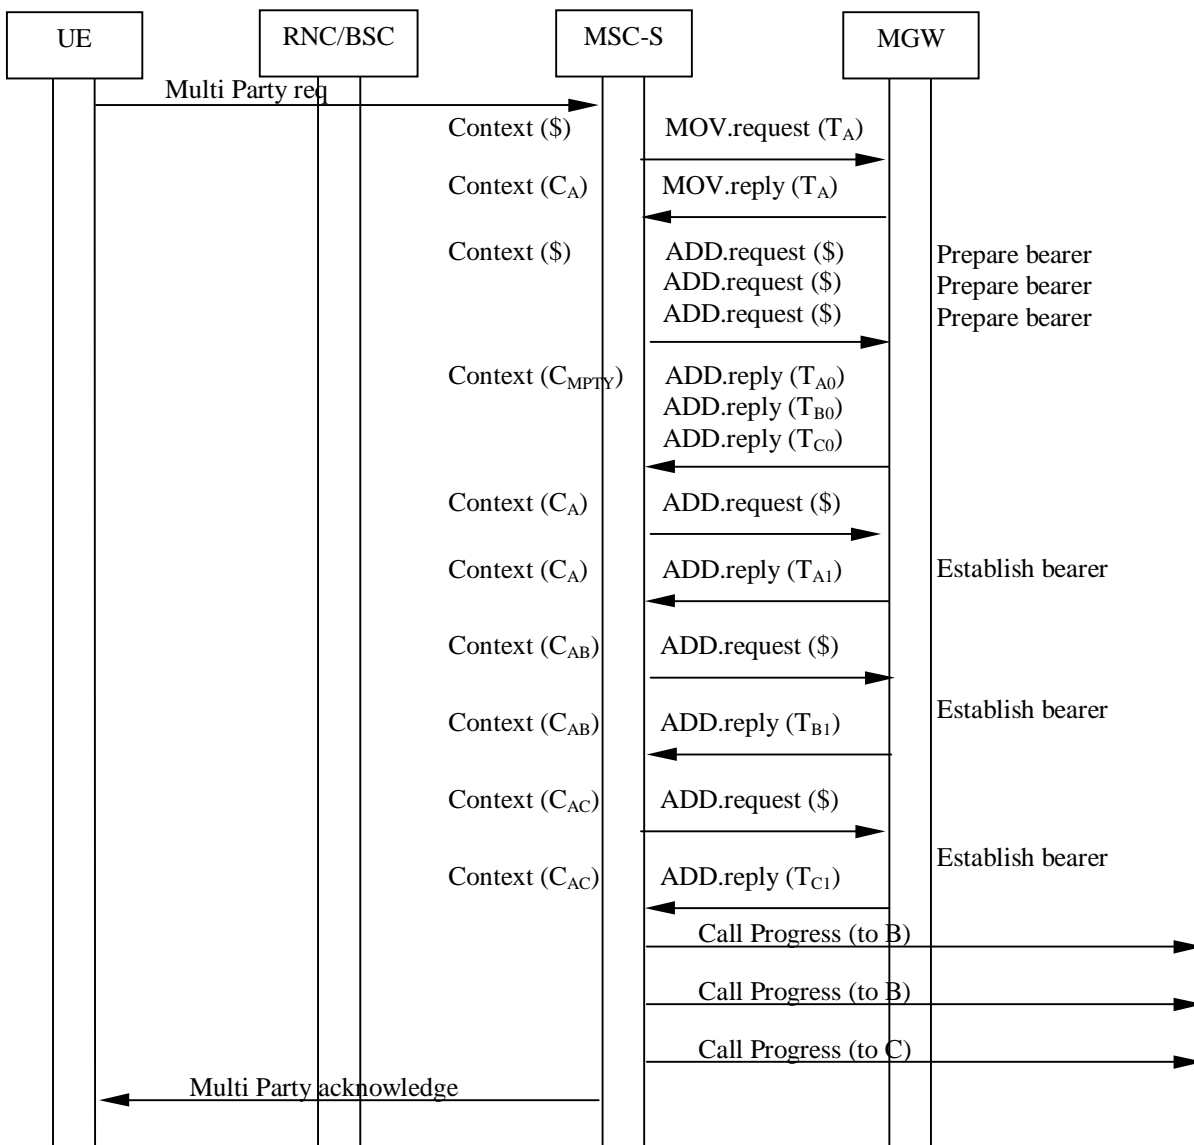 UE RNC/BSC MSC-S MGW
Multi Party req
Context ($) MOV.request (TA)
Context (CA) MOV.reply (TA)
Context ($) ADD.request ($) Prepare bearer
ADD.request ($) Prepare bearer
ADD.request ($) Prepare bearer
Context (CMPTY) ADD.reply (TA0)
ADD.reply (TB0)
ADD.reply (TC0)
Context (CA) ADD.request ($)
Context (CA) ADD.reply (TA1) Establish bearer
Context (CAB) ADD.request ($)
Establish bearer
Context (CAB) ADD.reply (TB1)
Context (CAC) ADD.request ($)
Establish bearer
Context (CAC) ADD.reply (TC1)
Call Progress (to B)
Call Progress (to B)
Call Progress (to C)
Multi Party acknowledge